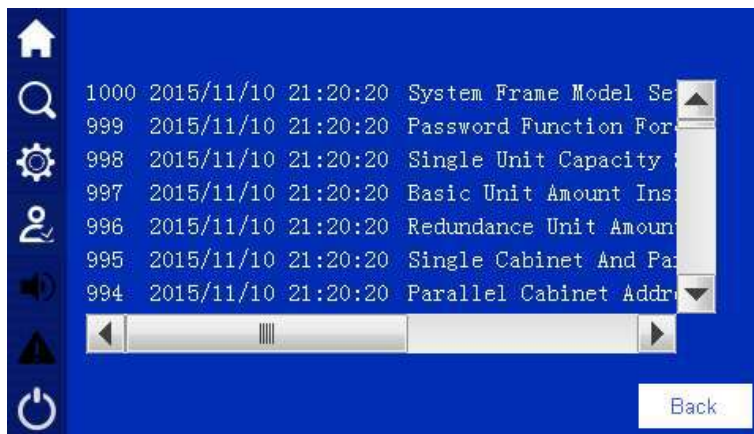 1000 2015/11/10 21:20:20 System Frame Model Se
999 2015/11/10 21:20:20 Password Function For
998 2015/11/10 21:20:20 Single Unit Capacity
997 2015/11/10 21:20:20 Basic Unit Amount Ins
996 2015/11/10 21:20:20 Redundance Unit Amoun
995 2015/11/10 21:20:20 Single Cabinet And Pa
994 2015/11/10 21:20:20 Parallel Cabinet Addr
Back